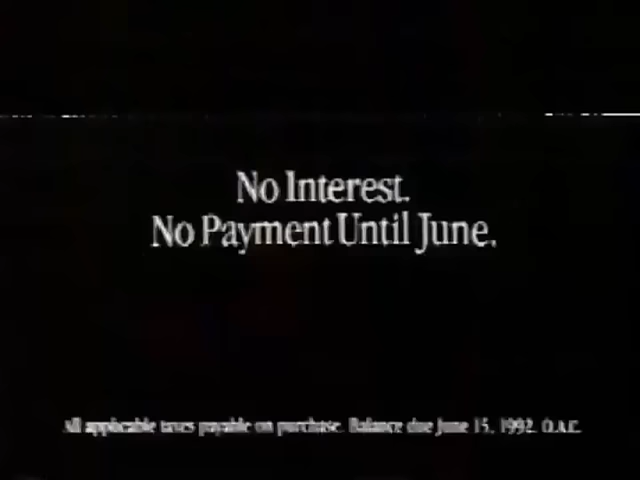 No Interest.
No Payment Until June.
All applicable taxes payable on purchase. Balance due June 15, 1992. O.A.C.